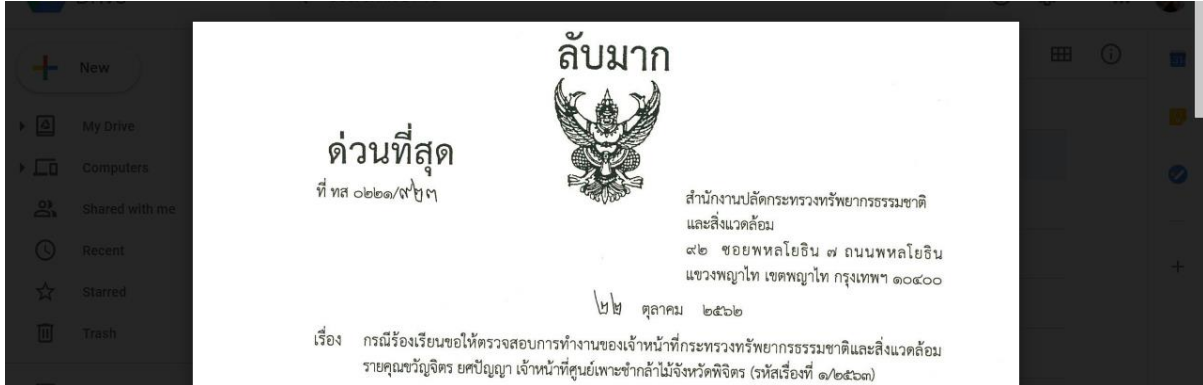 New
My Drive
Computers
Shared with me
Recent
Starred
Trash
ลับมาก
ด่วนที่สุด
ที่ ทส ๐๒๒๑/๙๒๓
สำนักงานปลัดกระทรวงทรัพยากรธรรมชาติ
และสิ่งแวดล้อม
๙๒ ซอยพหลโยธิน ๗ ถนนพหลโยธิน
แขวงพญาไท เขตพญาไท กรุงเทพฯ ๑๐๔๐๐
๒๒ ตุลาคม ๒๕๖๒
เรื่อง กรณีร้องเรียนขอให้ตรวจสอบการทำงานของเจ้าหน้าที่กระทรวงทรัพยากรธรรมชาติและสิ่งแวดล้อม
รายคุณขวัญจิตร ยศปัญญา เจ้าหน้าที่ศูนย์เพาะชำกล้าไม้จังหวัดพิจิตร (รหัสเรื่องที่ ๑/๒๕๖๓)